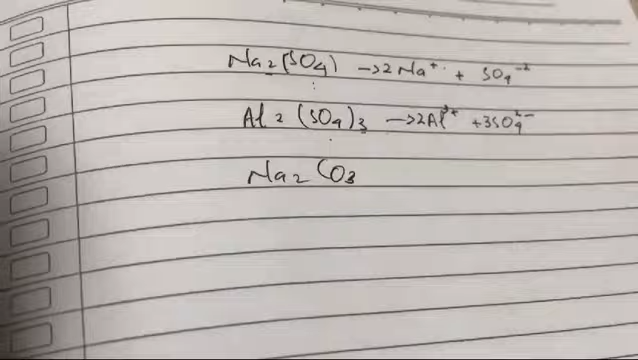 Na₂(SO₄) → 2Na⁺ + SO₄⁻²
Al₂(SO₄)₃ → 2Al³⁺ + 3SO₄²⁻
Na₂CO₃